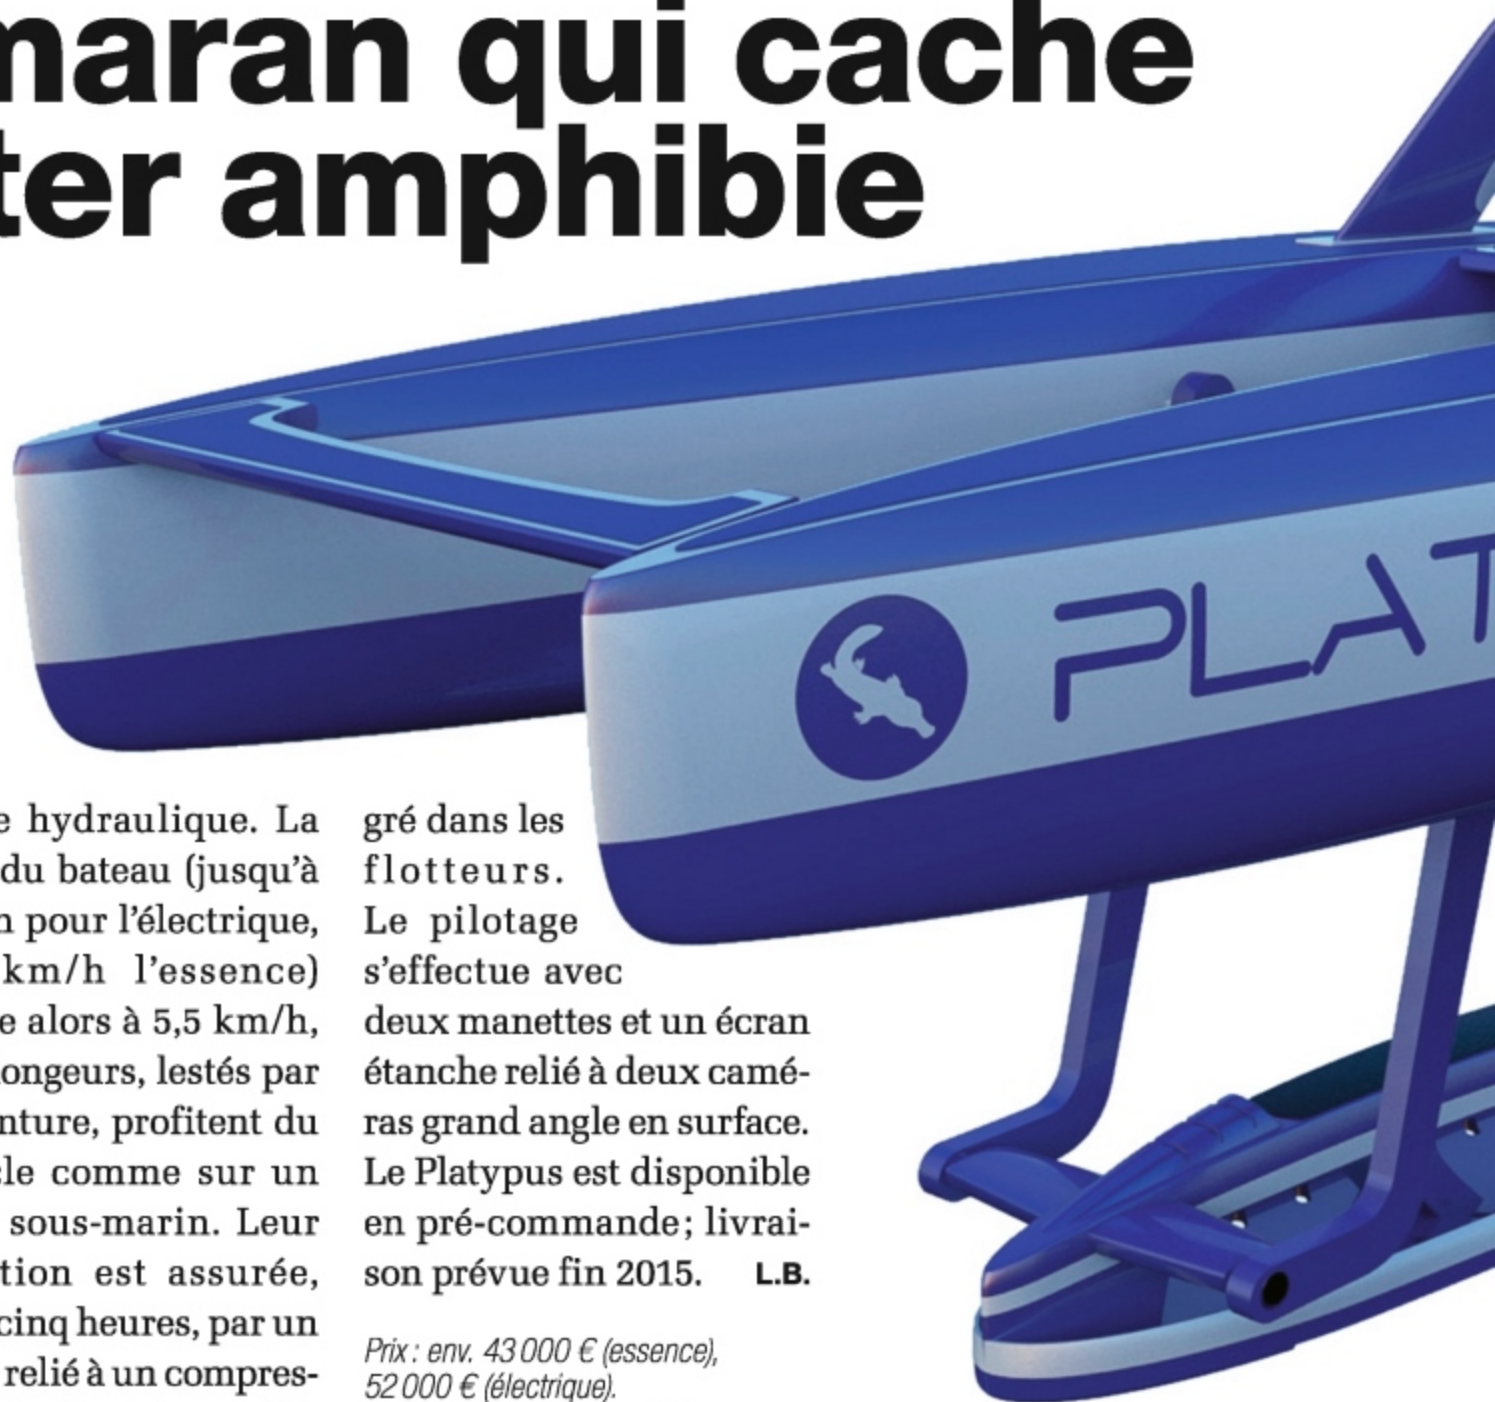 maran qui cache
ter amphibie
PLAT
e hydraulique. La
du bateau (jusqu’à
n pour l’électrique,
km/h l’essence)
e alors à 5,5 km/h,
ongeurs, lestés par
nture, profitent du
cle comme sur un
sous-marin. Leur
tion est assurée,
cinq heures, par un
relié à un compres-
gré dans les
flotteurs.
Le pilotage
s'effectue avec
deux manettes et un écran
étanche relié à deux camé-
ras grand angle en surface.
Le Platypus est disponible
en pré-commande; livrai-
son prévue fin 2015. L.B.
Prix : env. 43 000 € (essence),
52 000 € (électrique).